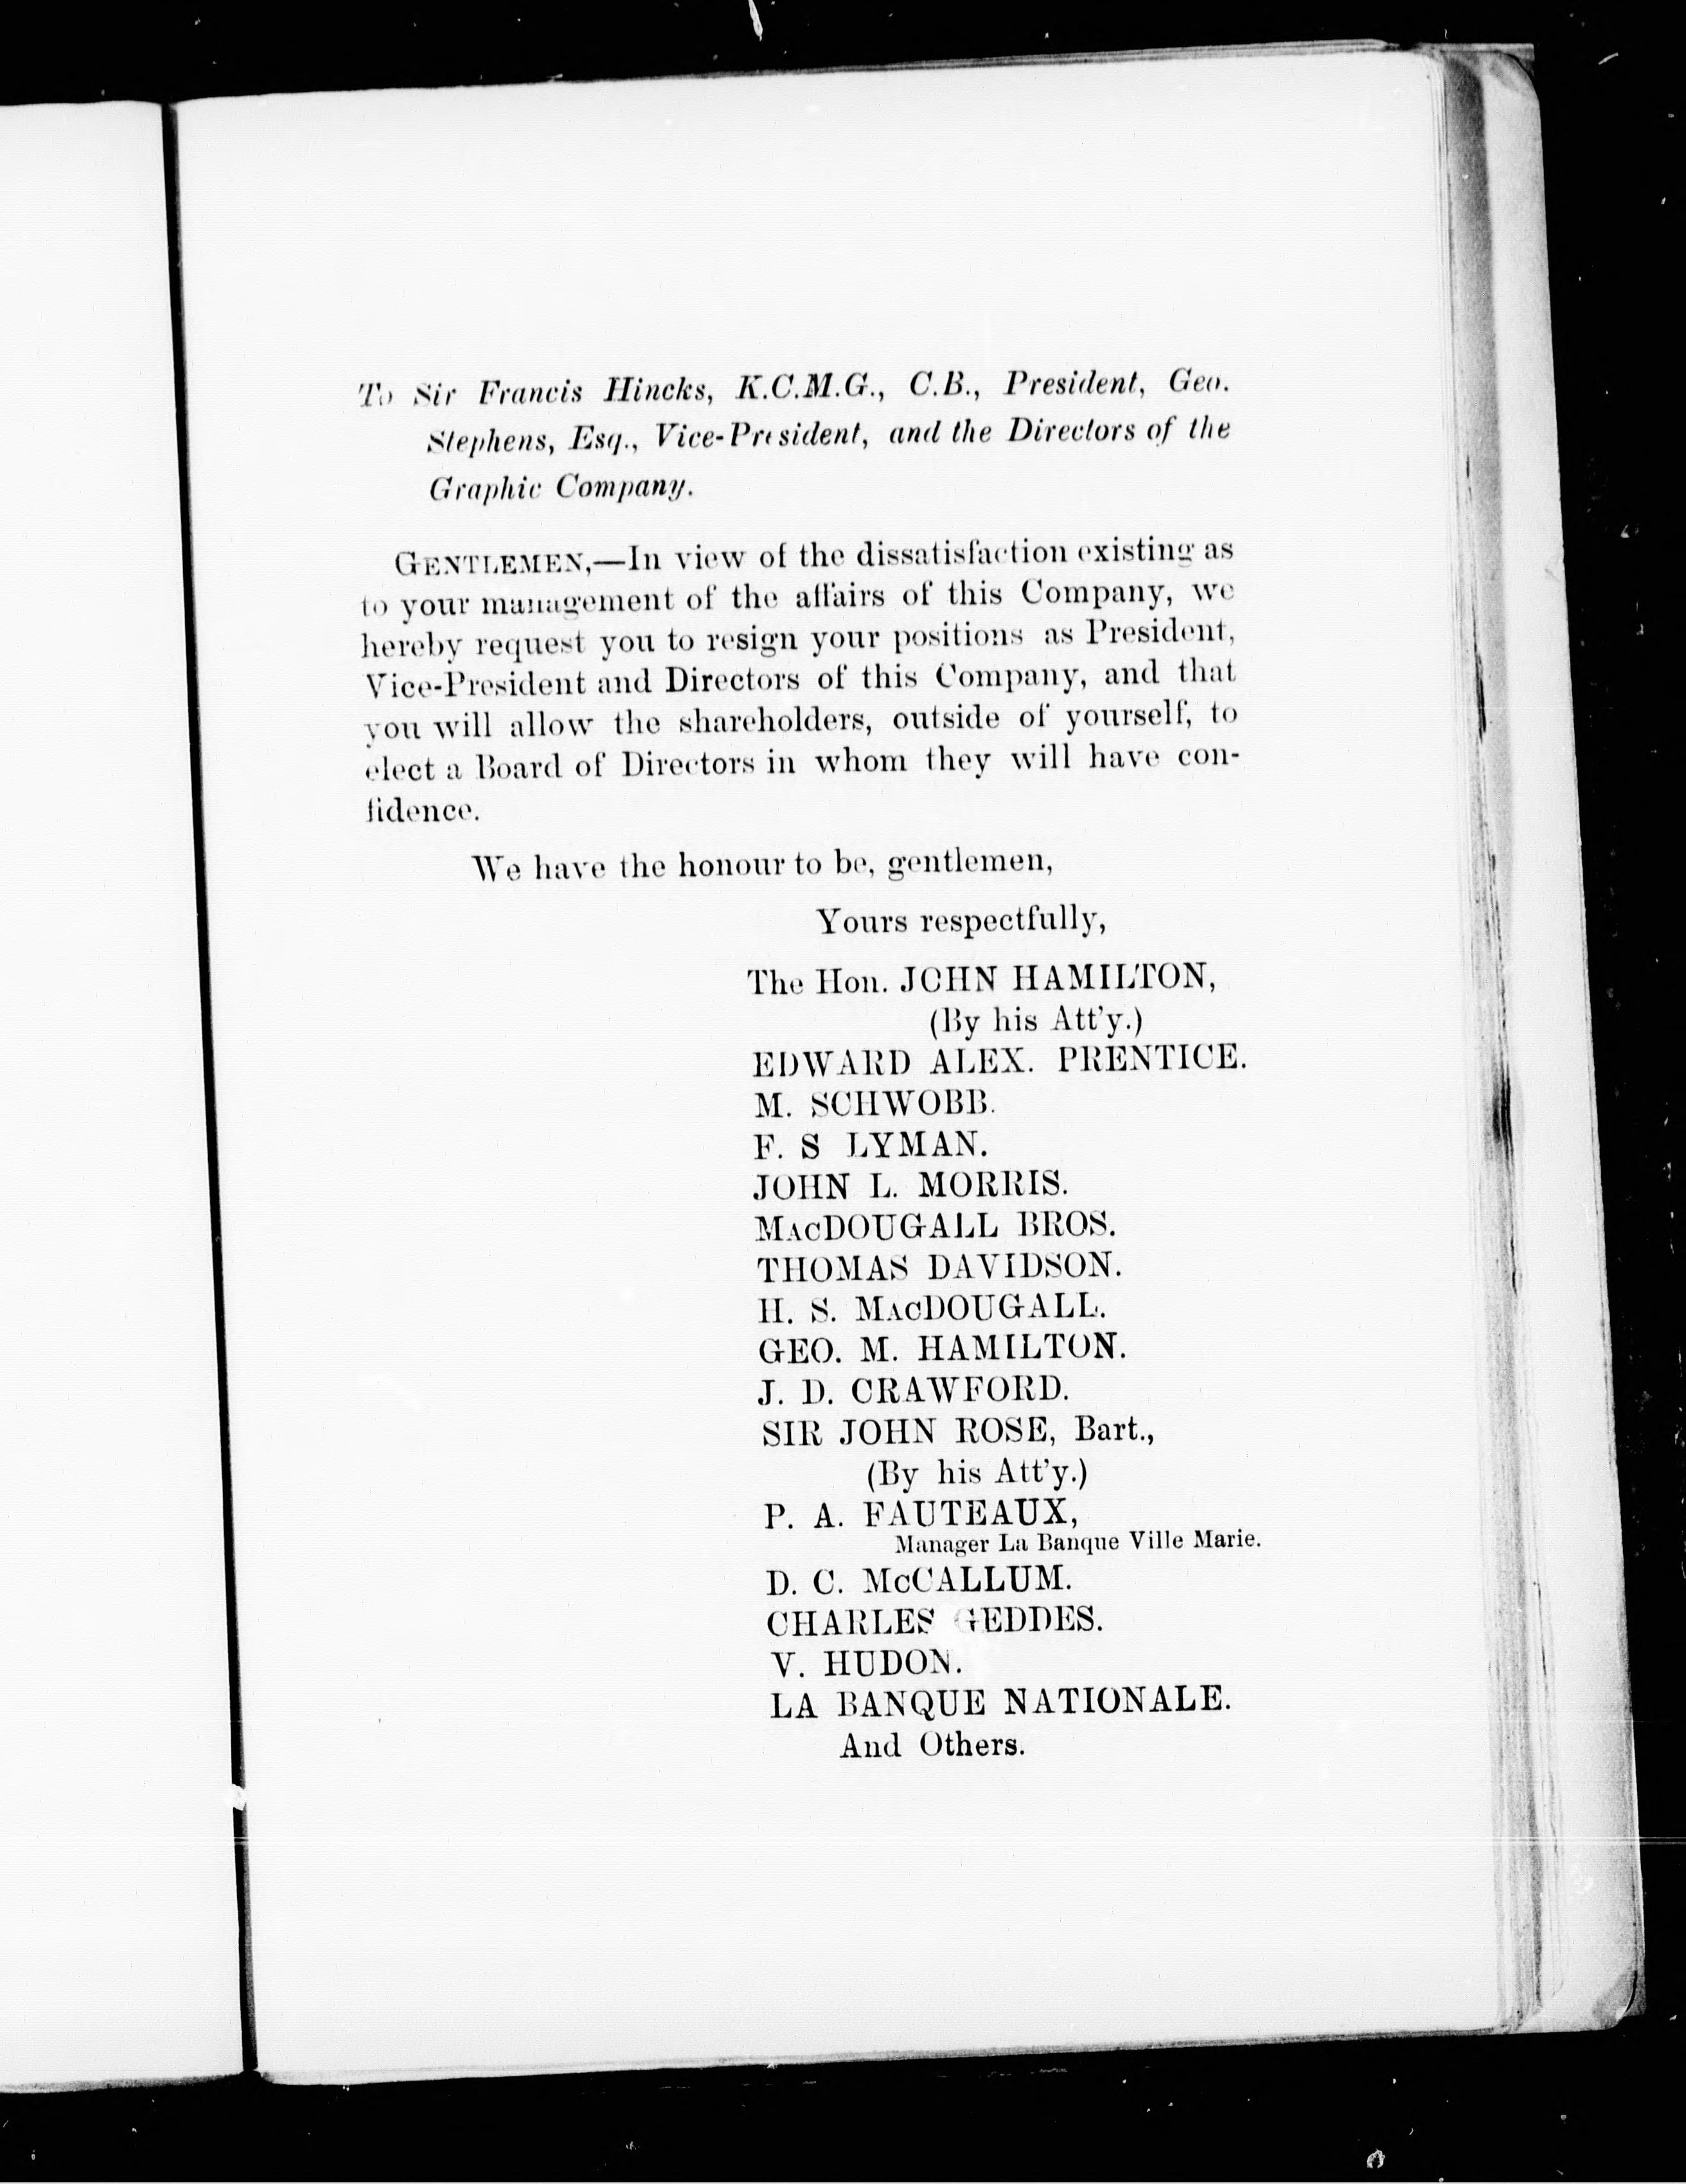 To Sir Francis Hincks, K.C.M.G., C.B., President, Geo.
Stephens, Esq., Vice-President, and the Directors of the
Graphic Company.
GENTLEMEN,—In view of the dissatisfaction existing as
to your management of the affairs of this Company, we
hereby request you to resign your positions as President,
Vice-President and Directors of this Company, and that
you will allow the shareholders, outside of yourself, to
elect a Board of Directors in whom they will have con-
fidence.
We have the honour to be, gentlemen,
Yours respectfully,
The Hon. JOHN HAMILTON,
(By his Att'y.)
EDWARD ALEX. PRENTICE.
M. SCHWOBB.
F. S LYMAN.
JOHN L. MORRIS.
MACDOUGALL BROS.
THOMAS DAVIDSON.
H. S. MACDOUGALL.
GEO. M. HAMILTON.
J. D. CRAWFORD.
SIR JOHN ROSE, Bart.,
(By his Att'y.)
P. A. FAUTEAUX,
Manager La Banque Ville Marie.
D. C. McCALLUM.
CHARLES GEDDES.
V. HUDON.
LA BANQUE NATIONALE.
And Others.